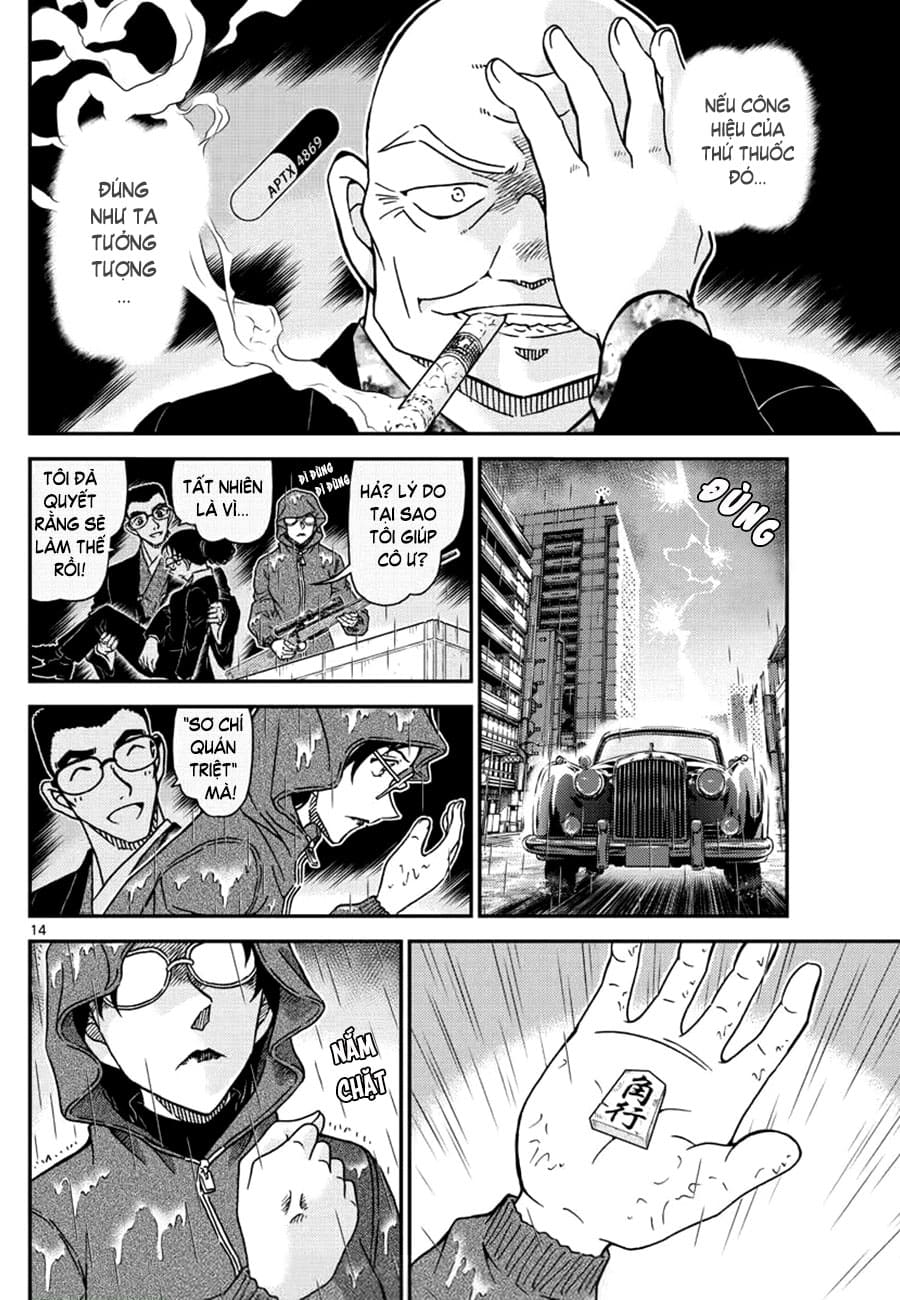 NẾU CÔNG
HIỆU CỦA
THỨ THUỐC
ĐÓ...
APTX 4869
ĐÚNG
NHƯ TA
TƯỞNG
TƯỢNG
...
ĐÙNG
HẢ? LÝ DO
TẠI SAO
TÔI GIÚP
CÔ Ư?
ĐÌ ĐÙNG
ĐÌ ĐÙNG
TẤT NHIÊN
LÀ VÌ...
TÔI ĐÃ
QUYẾT
RẰNG SẼ
LÀM THẾ
RỒI!
"SƠ CHÍ
QUÁN
TRIỆT"
MÀ!
14
角行
NẮM
CHẶT